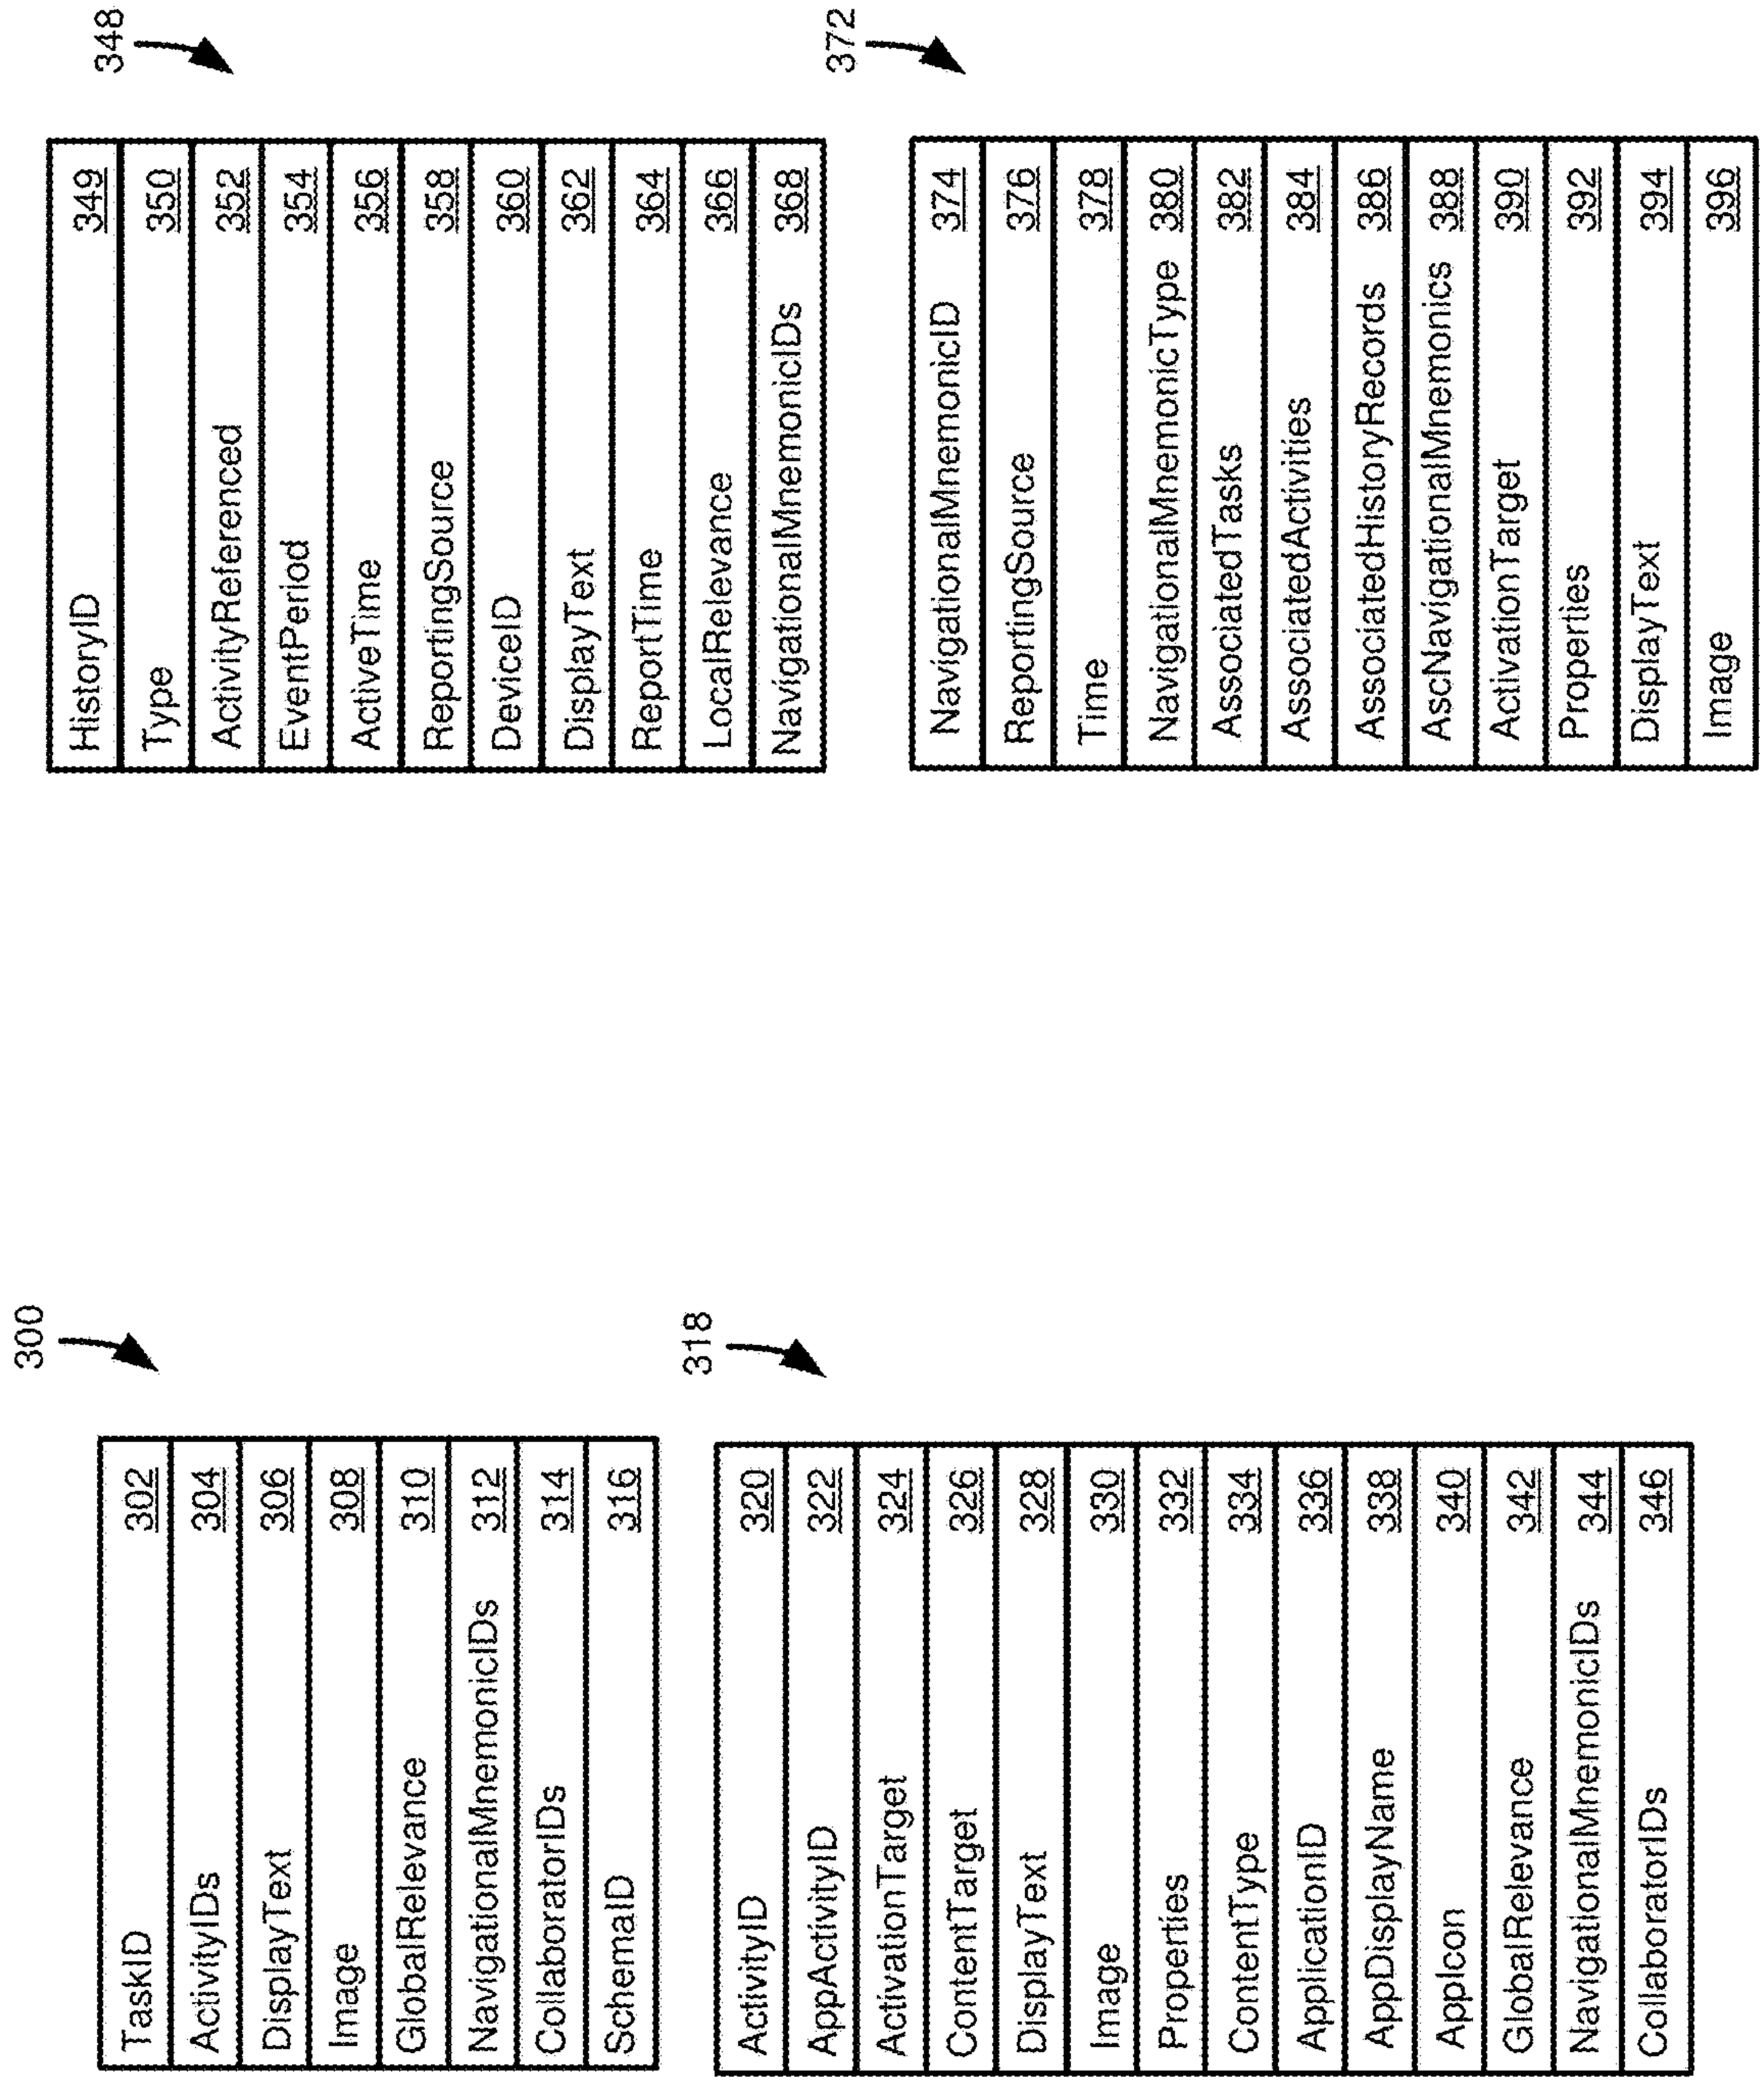 300
TaskID 302
ActivityIDs 304
DisplayText 306
Image 308
GlobalRelevance 310
NavigationalMnemonicIDs 312
CollaboratorIDs 314
SchemaID 316
318
ActivityID 320
AppActivityID 322
ActivationTarget 324
ContentTarget 326
DisplayText 328
Image 330
Properties 332
ContentType 334
ApplicationID 336
AppDisplayName 338
AppIcon 340
GlobalRelevance 342
NavigationalMnemonicIDs 344
CollaboratorIDs 346
348
HistoryID 349
Type 350
ActivityReferenced 352
EventPeriod 354
ActiveTime 356
ReportingSource 358
DeviceID 360
DisplayText 362
ReportTime 364
LocalRelevance 366
NavigationalMnemonicIDs 368
372
NavigationalMnemonicID 374
ReportingSource 376
Time 378
NavigationalMnemonicType 380
AssociatedTasks 382
AssociatedActivities 384
AssociatedHistoryRecords 386
AscNavigationalMnemonics 388
ActivationTarget 390
Properties 392
DisplayText 394
Image 396